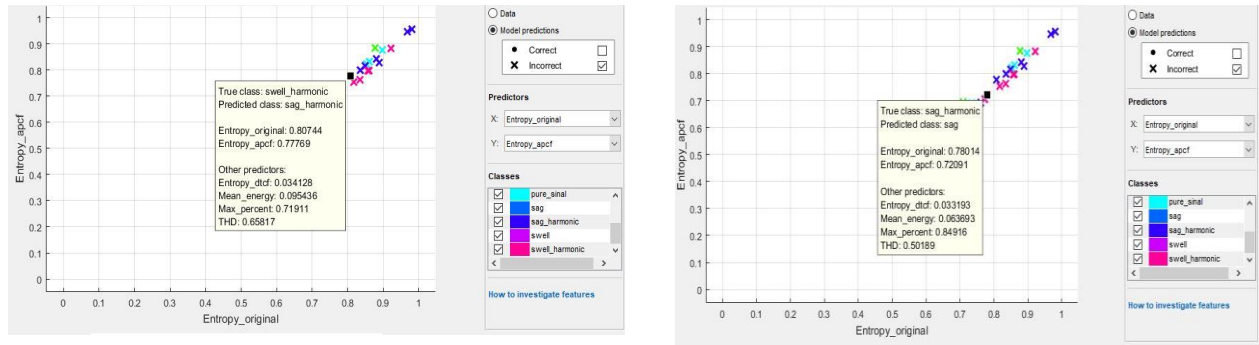 1
0.9
0.8
0.7
0.6
0.5
0.4
0.3
0.2
0.1
0
Entropy_apcf
True class: swell_harmonic
Predicted class: sag_harmonic
Entropy_original: 0.80744
Entropy_apcf: 0.77769
Other predictors:
Entropy_dtcf: 0.034128
Mean_energy: 0.095436
Max_percent: 0.71911
THD: 0.65817
0 0.1 0.2 0.3 0.4 0.5 0.6 0.7 0.8 0.9 1
Entropy_original
Data
Model predictions
Correct
Incorrect
Predictors
X: Entropy_original
Y: Entropy_apcf
Classes
pure_sinal
sag
sag_harmonic
swell
swell_harmonic
How to investigate features
1
0.9
0.8
0.7
0.6
0.5
0.4
0.3
0.2
0.1
0
Entropy_apcf
True class: sag_harmonic
Predicted class: sag
Entropy_original: 0.78014
Entropy_apcf: 0.72091
Other predictors:
Entropy_dtcf: 0.033193
Mean_energy: 0.063693
Max_percent: 0.84916
THD: 0.50189
0 0.1 0.2 0.3 0.4 0.5 0.6 0.7 0.8 0.9 1
Entropy_original
Data
Model predictions
Correct
Incorrect
Predictors
X: Entropy_original
Y: Entropy_apcf
Classes
pure_sinal
sag
sag_harmonic
swell
swell_harmonic
How to investigate features